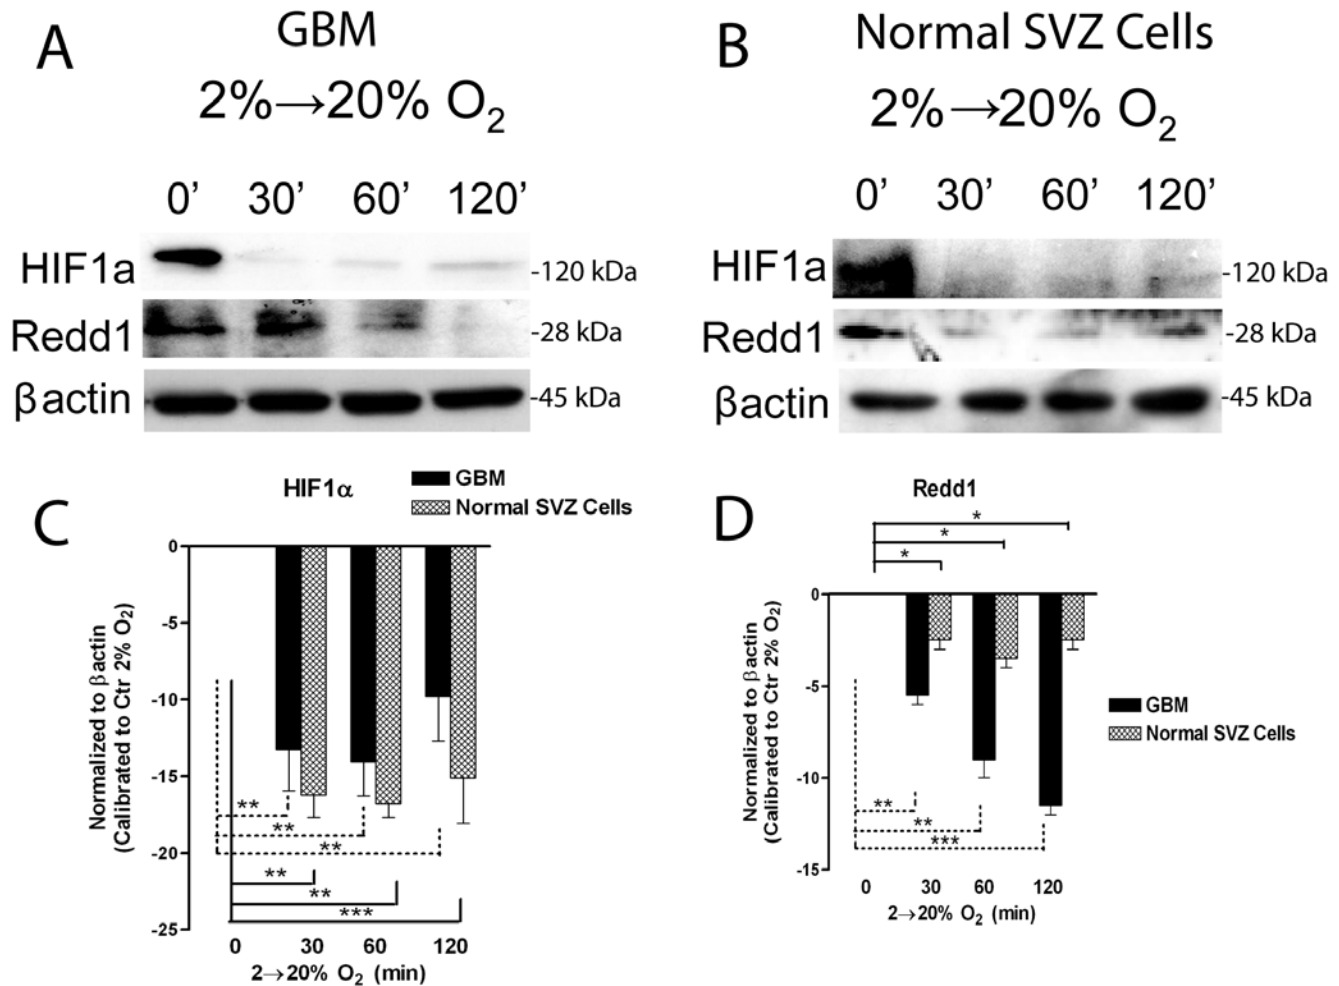 A
GBM
2%→20% O2
0' 30' 60' 120'
HIF1a
-120 kDa
Redd1
-28 kDa
βactin
-45 kDa
B
Normal SVZ Cells
2%→20% O2
0' 30' 60' 120'
HIF1a
-120 kDa
Redd1
-28 kDa
βactin
-45 kDa
C
HIF1α
GBM
Normal SVZ Cells
Normalized to βactin
(Calibrated to Ctr 2% O2)
0
-5
-10
-15
-20
-25
**
**
**
**
**
***
0 30 60 120
2→20% O2 (min)
D
Redd1
*
*
*
Normalized to βactin
(Calibrated to Ctr 2% O2)
0
-5
-10
-15
GBM
Normal SVZ Cells
**
**
***
0 30 60 120
2→20% O2 (min)